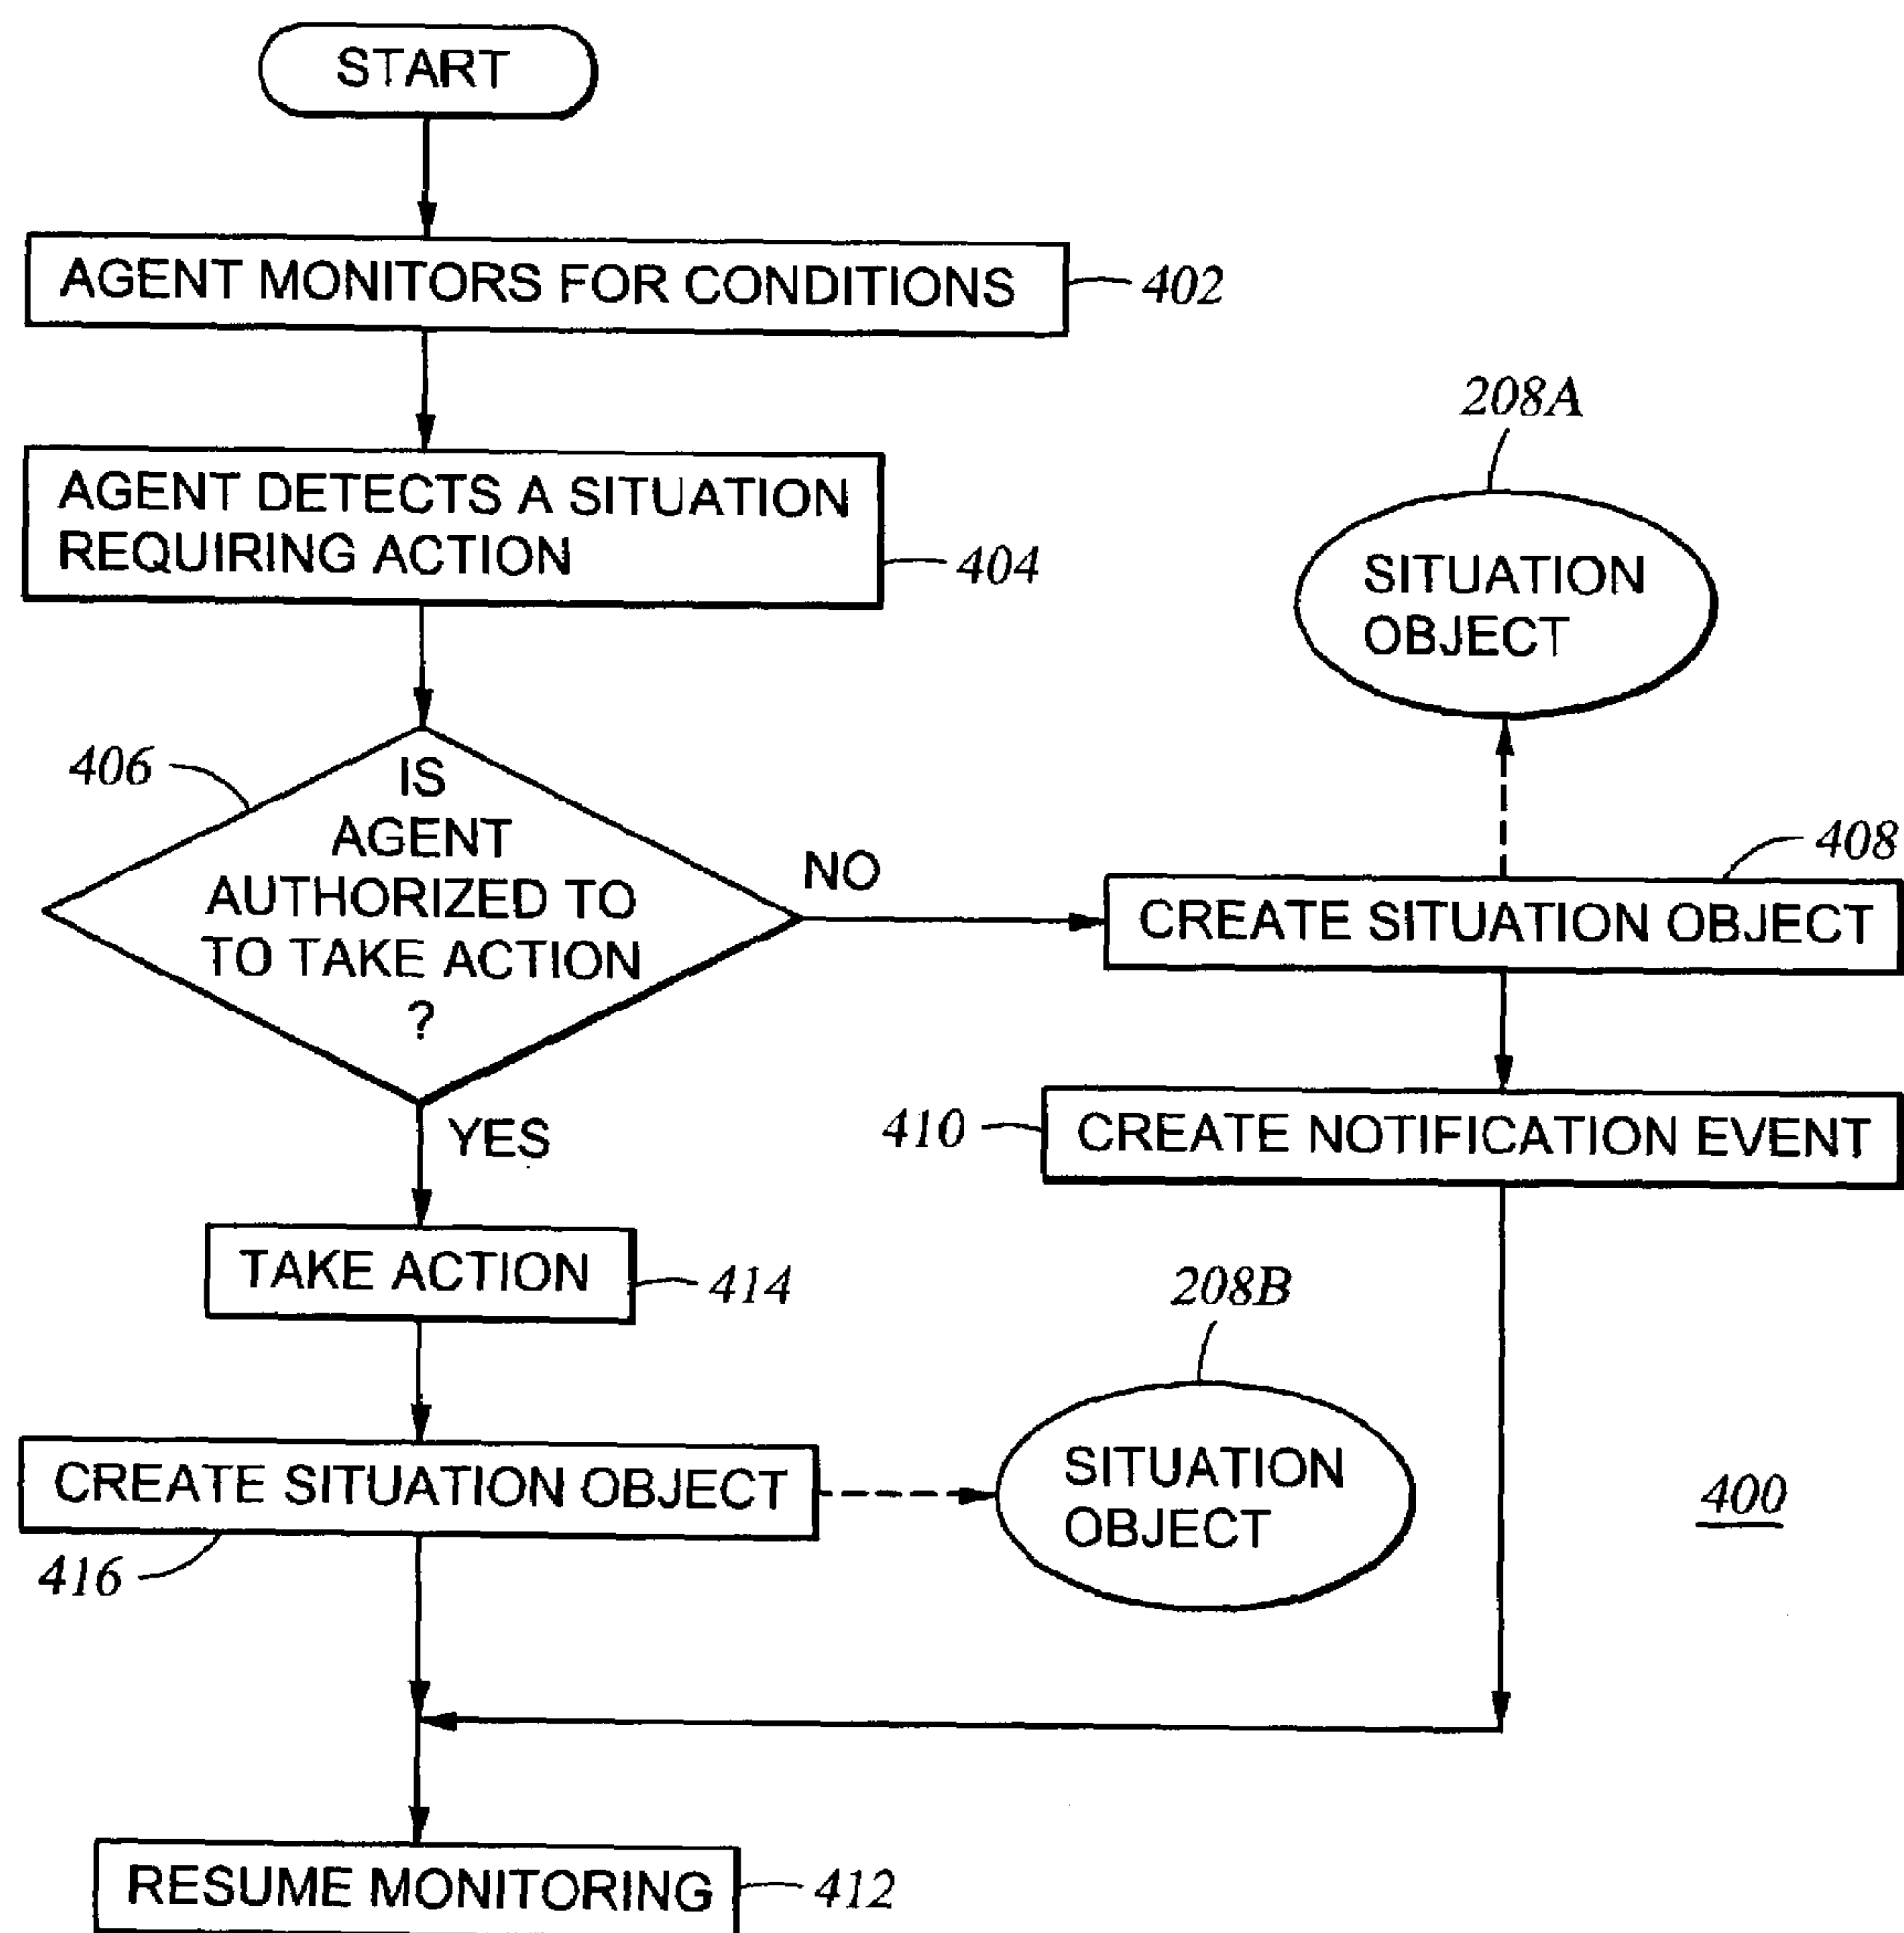 START
AGENT MONITORS FOR CONDITIONS
402
AGENT DETECTS A SITUATION
REQUIRING ACTION
404
208A
SITUATION
OBJECT
406
IS
AGENT
AUTHORIZED TO
TO TAKE ACTION
?
NO
408
CREATE SITUATION OBJECT
410
CREATE NOTIFICATION EVENT
YES
TAKE ACTION
414
208B
CREATE SITUATION OBJECT
416
SITUATION
OBJECT
400
RESUME MONITORING
412